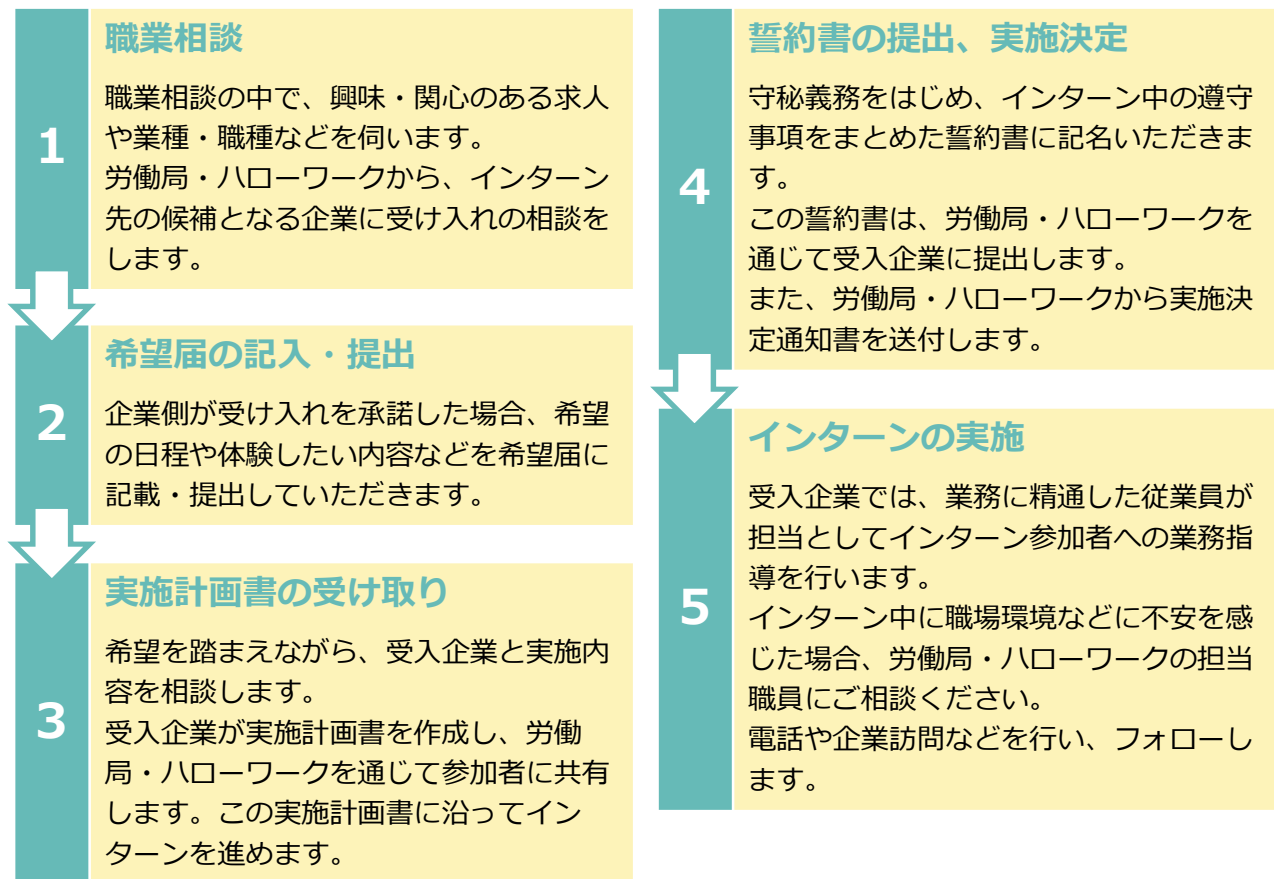 1
職業相談
職業相談の中で、興味・関心のある求人
や業種・職種などを伺います。
労働局・ハローワークから、インターン
先の候補となる企業に受け入れの相談を
します。
2
希望届の記入・提出
企業側が受け入れを承諾した場合、希望
の日程や体験したい内容などを希望届に
記載・提出していただきます。
3
実施計画書の受け取り
希望を踏まえながら、受入企業と実施内
容を相談します。
受入企業が実施計画書を作成し、労働
局・ハローワークを通じて参加者に共有
します。この実施計画書に沿ってイン
ターンを進めます。
4
誓約書の提出、実施決定
守秘義務をはじめ、インターン中の遵守
事項をまとめた誓約書に記名いただきま
す。
この誓約書は、労働局・ハローワークを
通じて受入企業に提出します。
また、労働局・ハローワークから実施決
定通知書を送付します。
5
インターンの実施
受入企業では、業務に精通した従業員が
担当としてインターン参加者への業務指
導を行います。
インターン中に職場環境などに不安を感
じた場合、労働局・ハローワークの担当
職員にご相談ください。
電話や企業訪問などを行い、フォローし
ます。